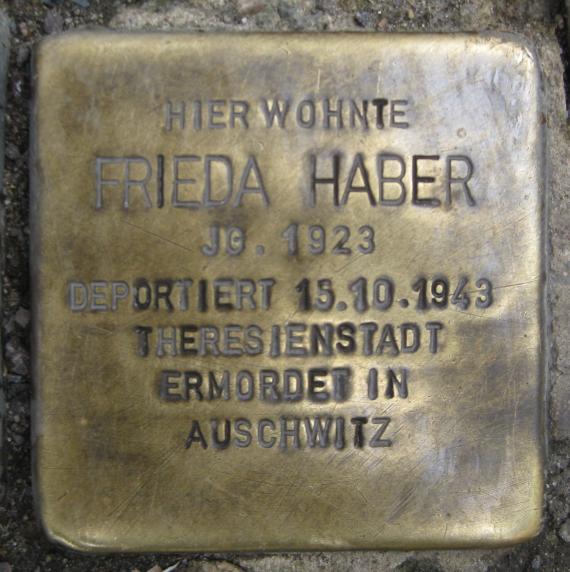 HIER WOHNTE
FRIEDA HABER
JG. 1923
DEPORTIERT 15.10.1943
THERESIENSTADT
ERMORDET IN
AUSCHWITZ